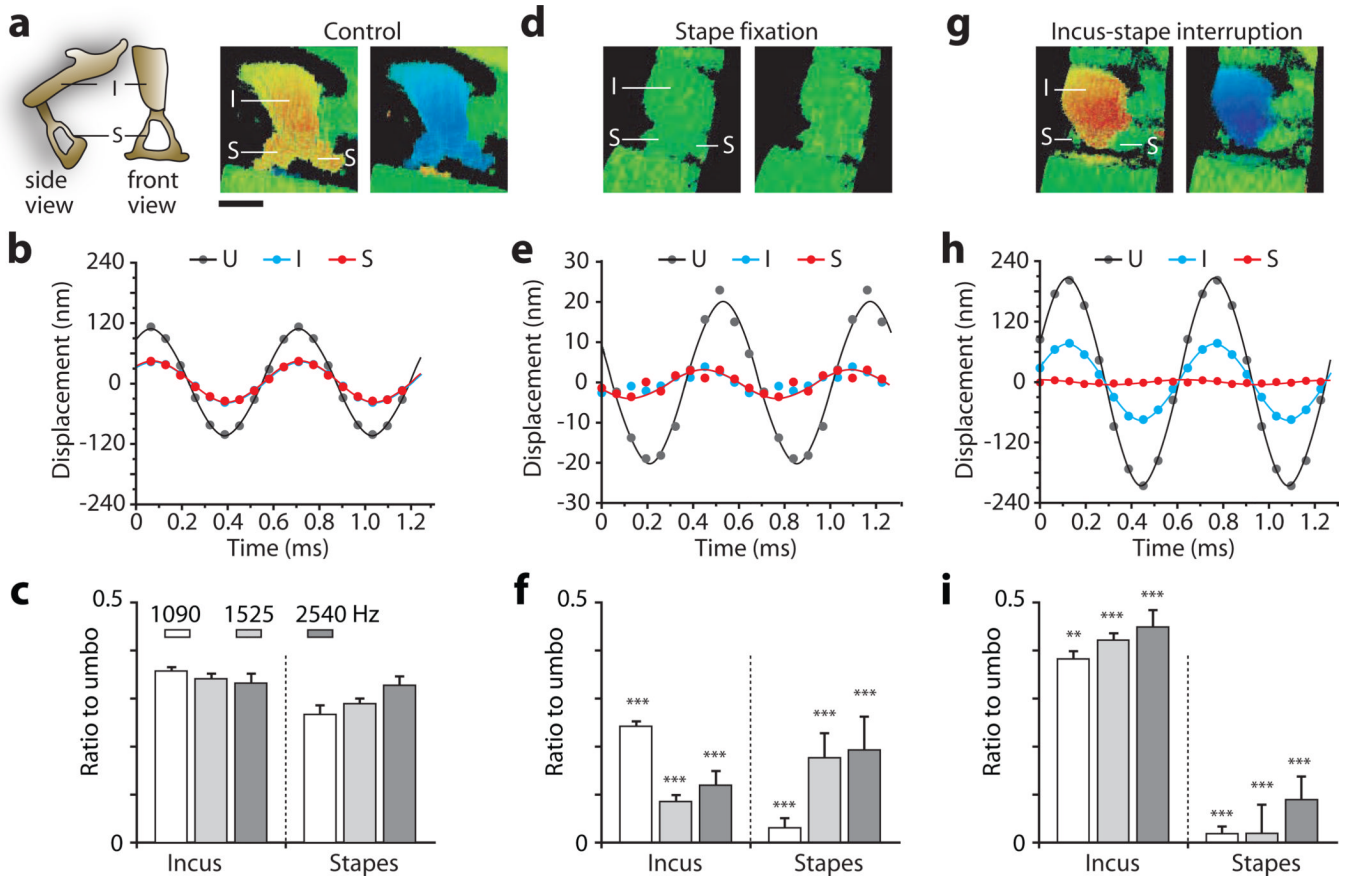 a
Control
I
S
I
S
S
side view
front view
d
Stape fixation
I
S
S
g
Incus-stape interruption
I
S
S
b
U I S
Displacement (nm)
240
120
0
-120
-240
0 0.2 0.4 0.6 0.8 1.0 1.2
Time (ms)
e
U I S
Displacement (nm)
30
20
10
0
-10
-20
-30
0 0.2 0.4 0.6 0.8 1.0 1.2
Time (ms)
h
U I S
Displacement (nm)
240
120
0
-120
-240
0 0.2 0.4 0.6 0.8 1.0 1.2
Time (ms)
c
Ratio to umbo
0.5
0
1090 1525 2540 Hz
Incus Stapes
f
Ratio to umbo
0.5
0
*** *** *** *** *** ***
Incus Stapes
i
Ratio to umbo
0.5
0
** *** *** *** *** ***
Incus Stapes